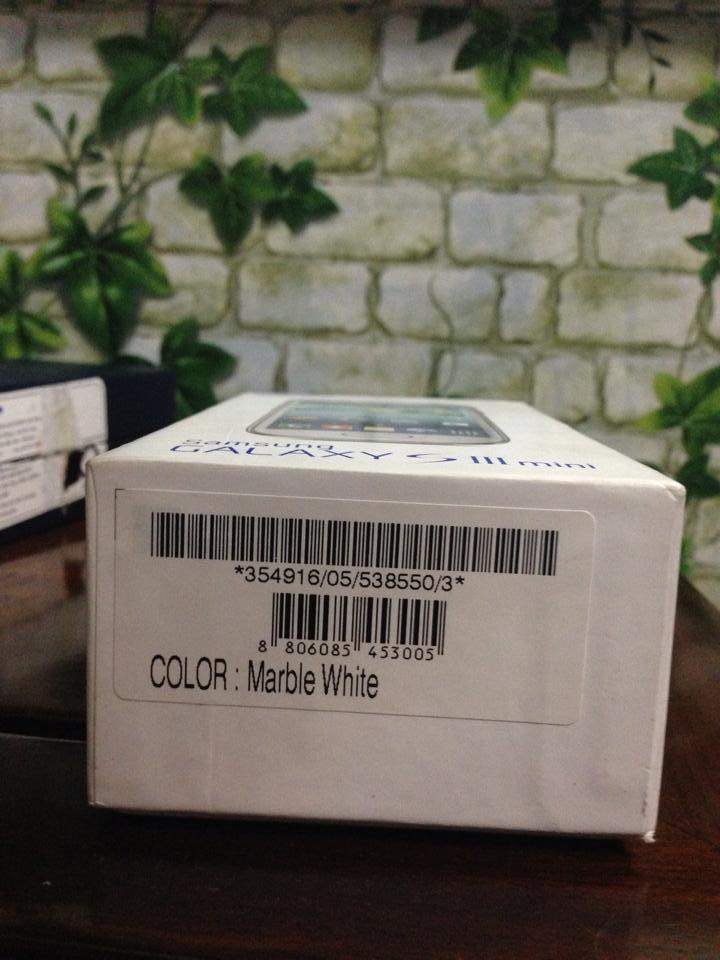 samsung
GALAXY S III mini
*354916/05/538550/3*
8 806085 453005
COLOR : Marble White